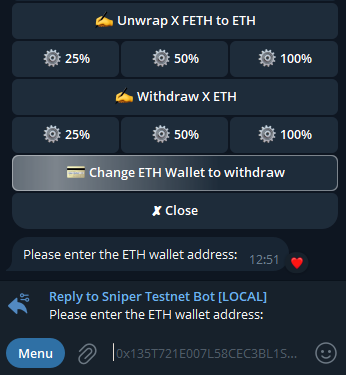 Unwrap X FETH to ETH
25% 50% 100%
Withdraw X ETH
25% 50% 100%
Change ETH Wallet to withdraw
✘ Close
Please enter the ETH wallet address:
12:51
Reply to Sniper Testnet Bot [LOCAL]
Please enter the ETH wallet address:
Menu 0x135T721E007L58CEC3BL1S...